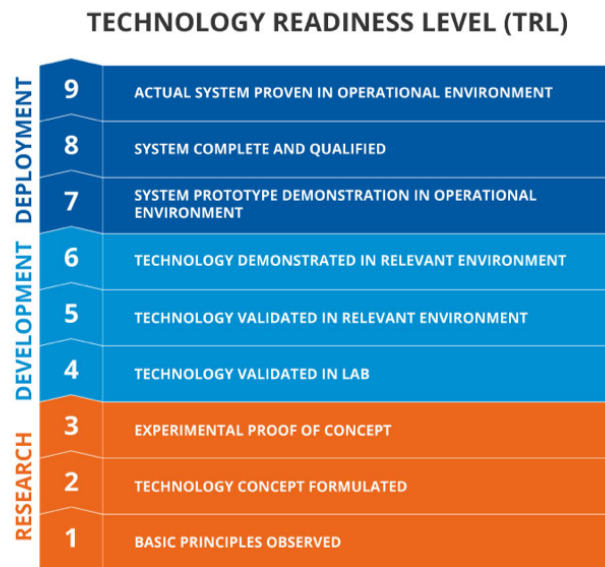 TECHNOLOGY READINESS LEVEL (TRL)
DEPLOYMENT
9
ACTUAL SYSTEM PROVEN IN OPERATIONAL ENVIRONMENT
8
SYSTEM COMPLETE AND QUALIFIED
7
SYSTEM PROTOTYPE DEMONSTRATION IN OPERATIONAL
ENVIRONMENT
DEVELOPMENT
6
TECHNOLOGY DEMONSTRATED IN RELEVANT ENVIRONMENT
5
TECHNOLOGY VALIDATED IN RELEVANT ENVIRONMENT
4
TECHNOLOGY VALIDATED IN LAB
RESEARCH
3
EXPERIMENTAL PROOF OF CONCEPT
2
TECHNOLOGY CONCEPT FORMULATED
1
BASIC PRINCIPLES OBSERVED